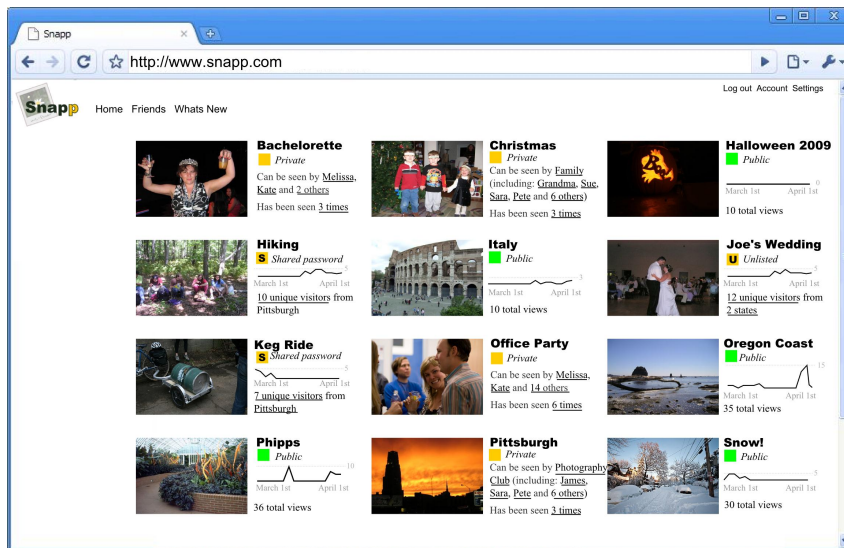 Snapp
http://www.snapp.com
Log out Account Settings
Snapp
Home Friends Whats New
Bachelorette
Private
Can be seen by Melissa,
Kate and 2 others
Has been seen 3 times
Christmas
Private
Can be seen by Family
(including: Grandma, Sue,
Sara, Pete and 6 others)
Has been seen 3 times
Halloween 2009
Public
0
March 1st April 1st
10 total views
Hiking
S Shared password
5
March 1st April 1st
10 unique visitors from
Pittsburgh
Italy
Public
3
March 1st April 1st
10 total views
Joe's Wedding
U Unlisted
5
March 1st April 1st
12 unique visitors from
2 states
Keg Ride
S Shared password
5
March 1st April 1st
7 unique visitors from
Pittsburgh
Office Party
Private
Can be seen by Melissa,
Kate and 14 others
Has been seen 6 times
Oregon Coast
Public
15
March 1st April 1st
35 total views
Phipps
Public
10
March 1st April 1st
36 total views
Pittsburgh
Private
Can be seen by Photography
Club (including: James,
Sara, Pete and 6 others)
Has been seen 3 times
Snow!
Public
5
March 1st April 1st
30 total views